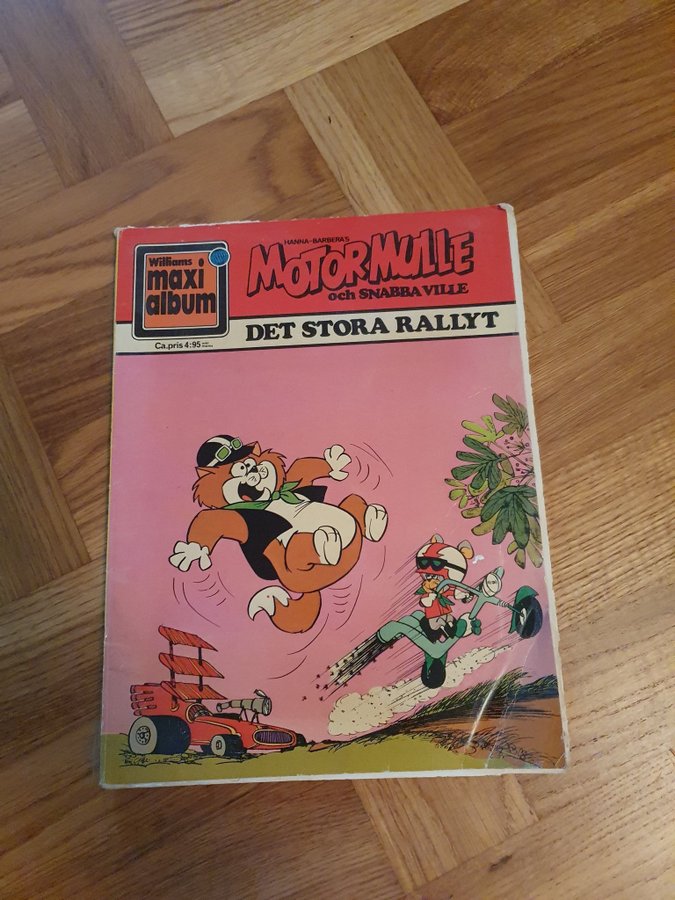 Williams
maxi
album
Ca.pris 4:95
HANNA-BARBERA'S
MOTORMULLE
och SNABBA VILLE
DET STORA RALLYT